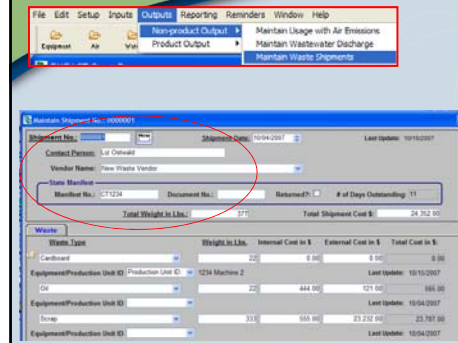 File Edit Setup Inputs Outputs Reporting Reminders Window Help
Non-product Output Maintain Usage with Air Emissions
Equipment Air Product Output Maintain Wastewater Discharge
Maintain Waste Shipments
Maintain Shipment No.: 0000001
Shipment No.: New Shipment Date: 10/04/2007 Last Update: 10/15/2007
Contact Person: Liz Ostwald
Vendor Name: New Waste Vendor
State Manifest
Manifest No.: CT1234 Document No.: Returned?: # of Days Outstanding: 11
Total Weight in Lbs.: 377 Total Shipment Cost $: 24,352.00
Waste
Waste Type Weight in Lbs. Internal Cost in $ External Cost in $ Total Cost in $:
Cardboard 22 0.00 0.00 0.00
Equipment/Production Unit ID: Production Unit ID 1234 Machine 2 Last Update: 10/15/2007
Oil 22 444.00 121.00 565.00
Equipment/Production Unit ID: Last Update: 10/04/2007
Scrap 333 555.00 23,232.00 23,787.00
Equipment/Production Unit ID: Last Update: 10/04/2007